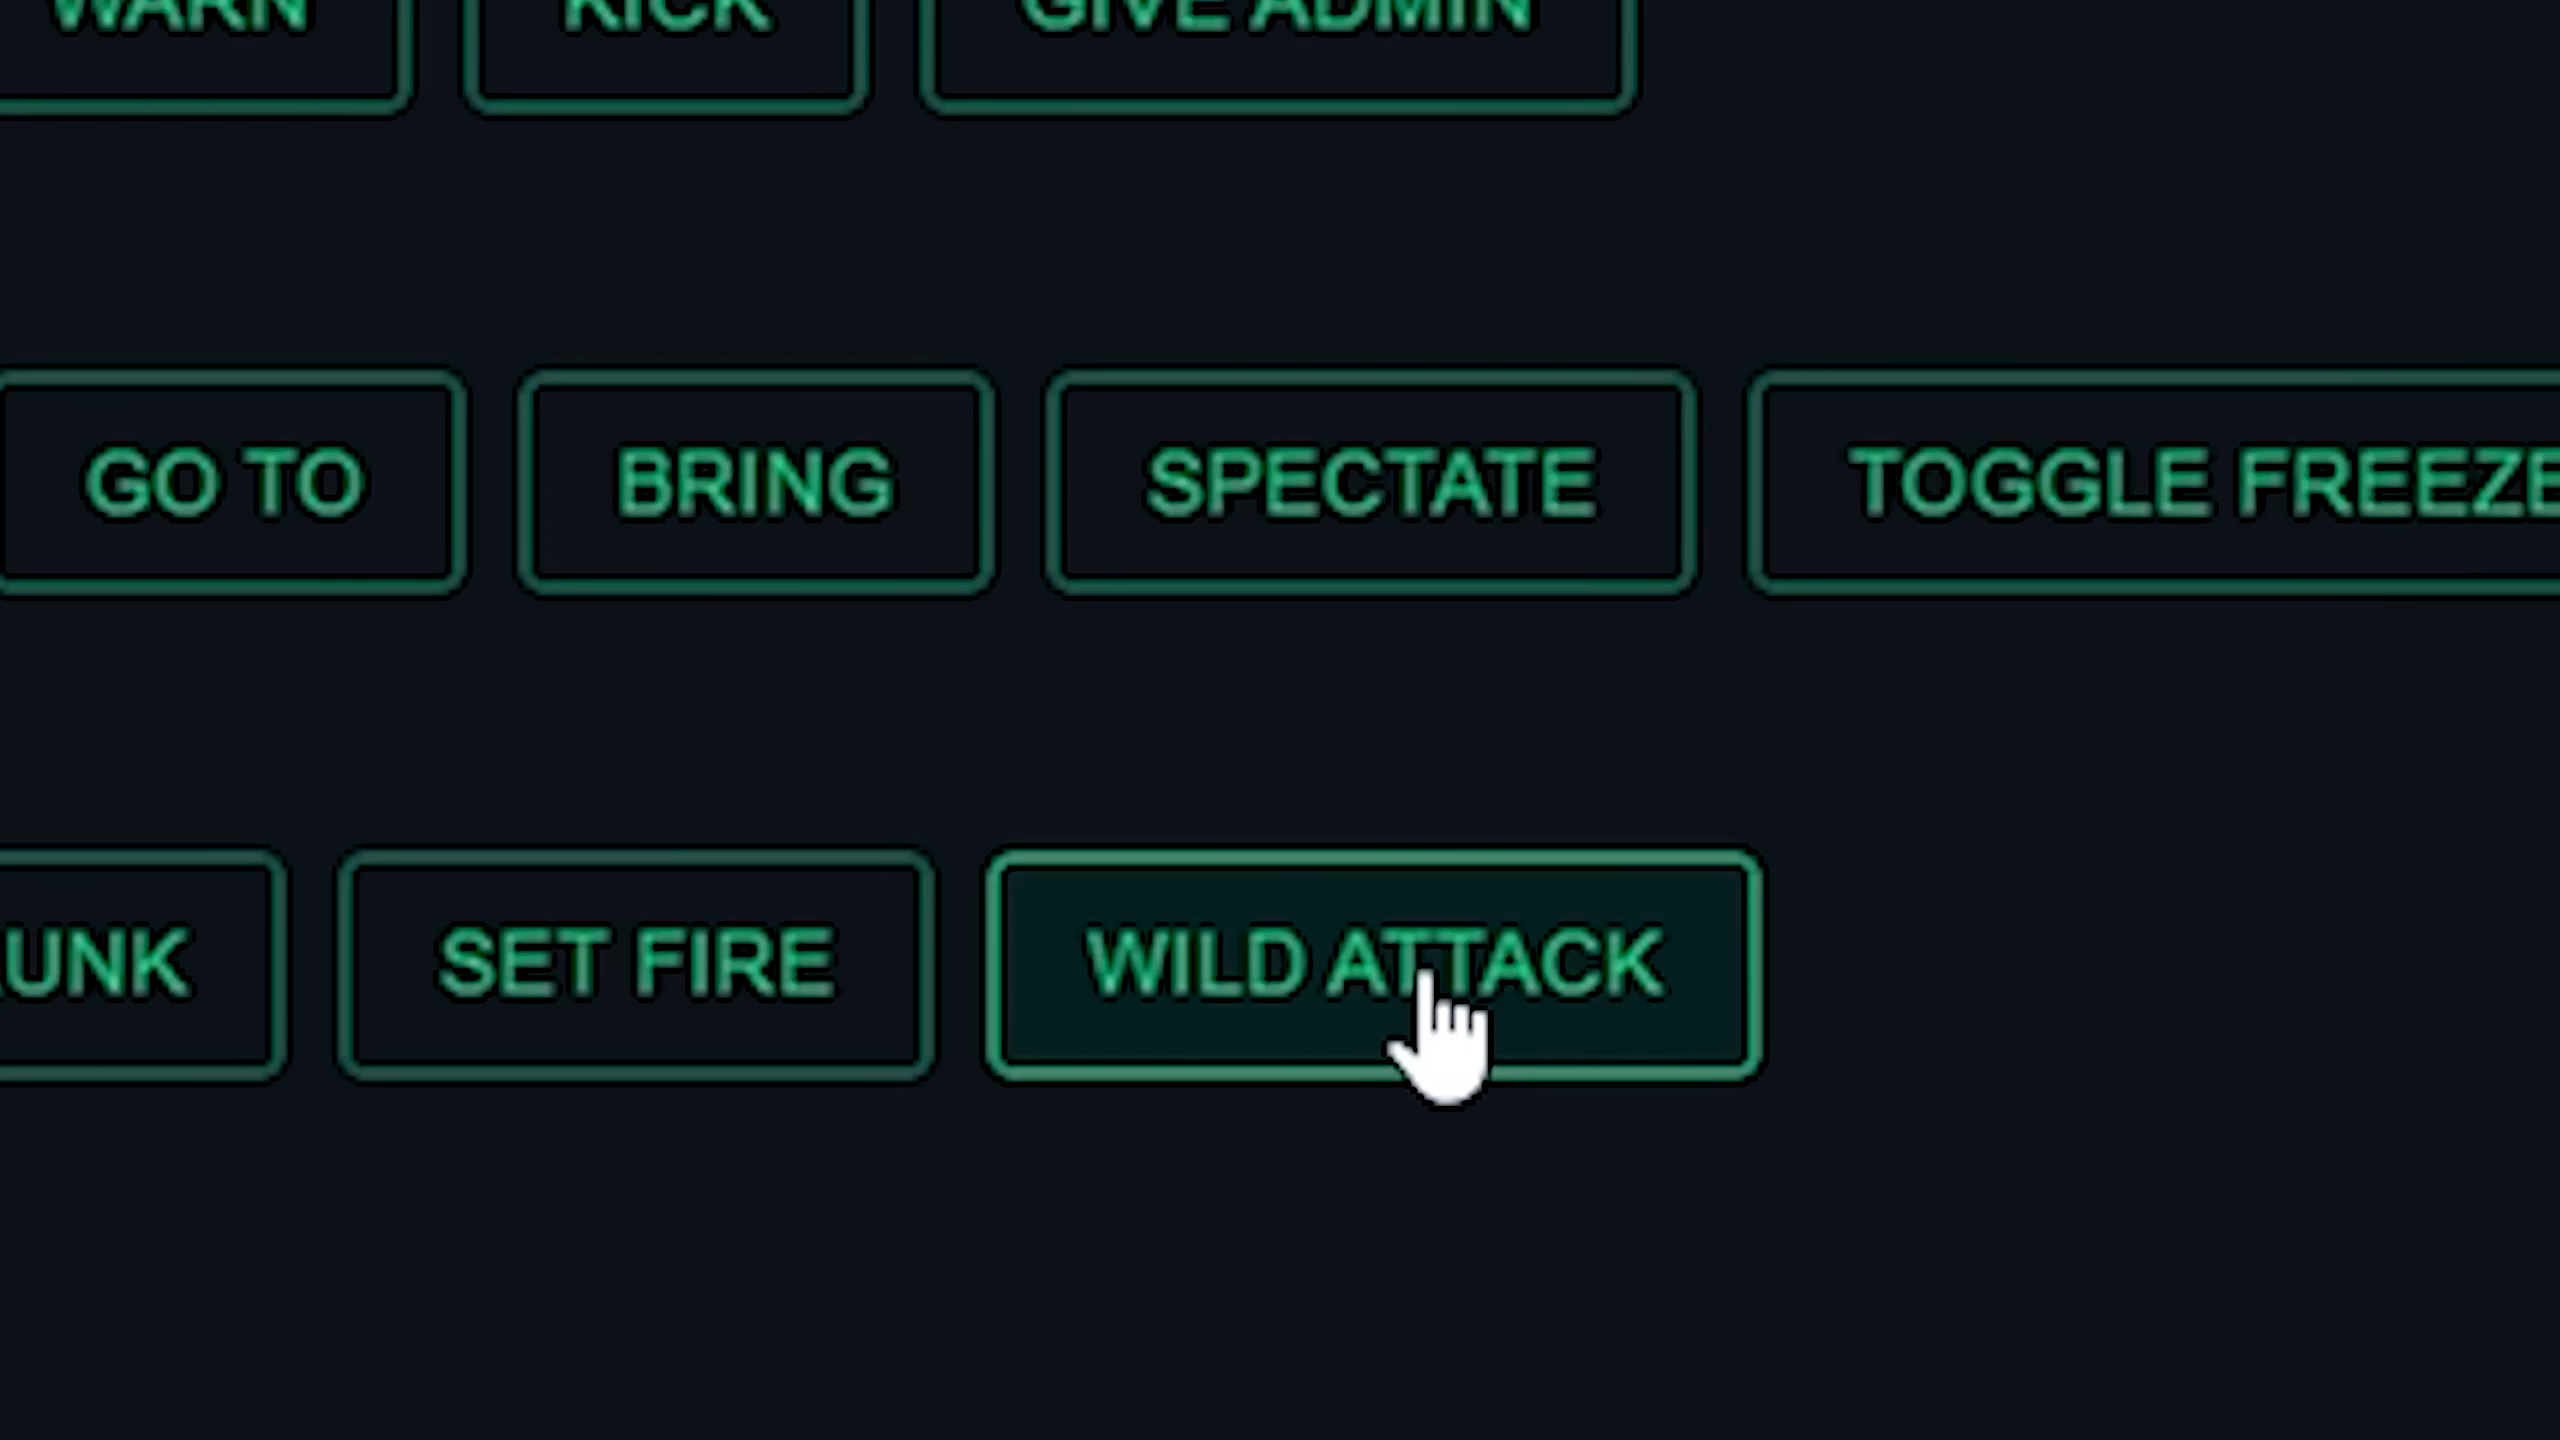 WARN KICK GIVE ADMIN
GO TO BRING SPECTATE TOGGLE FREEZE
UNK SET FIRE WILD ATTACK